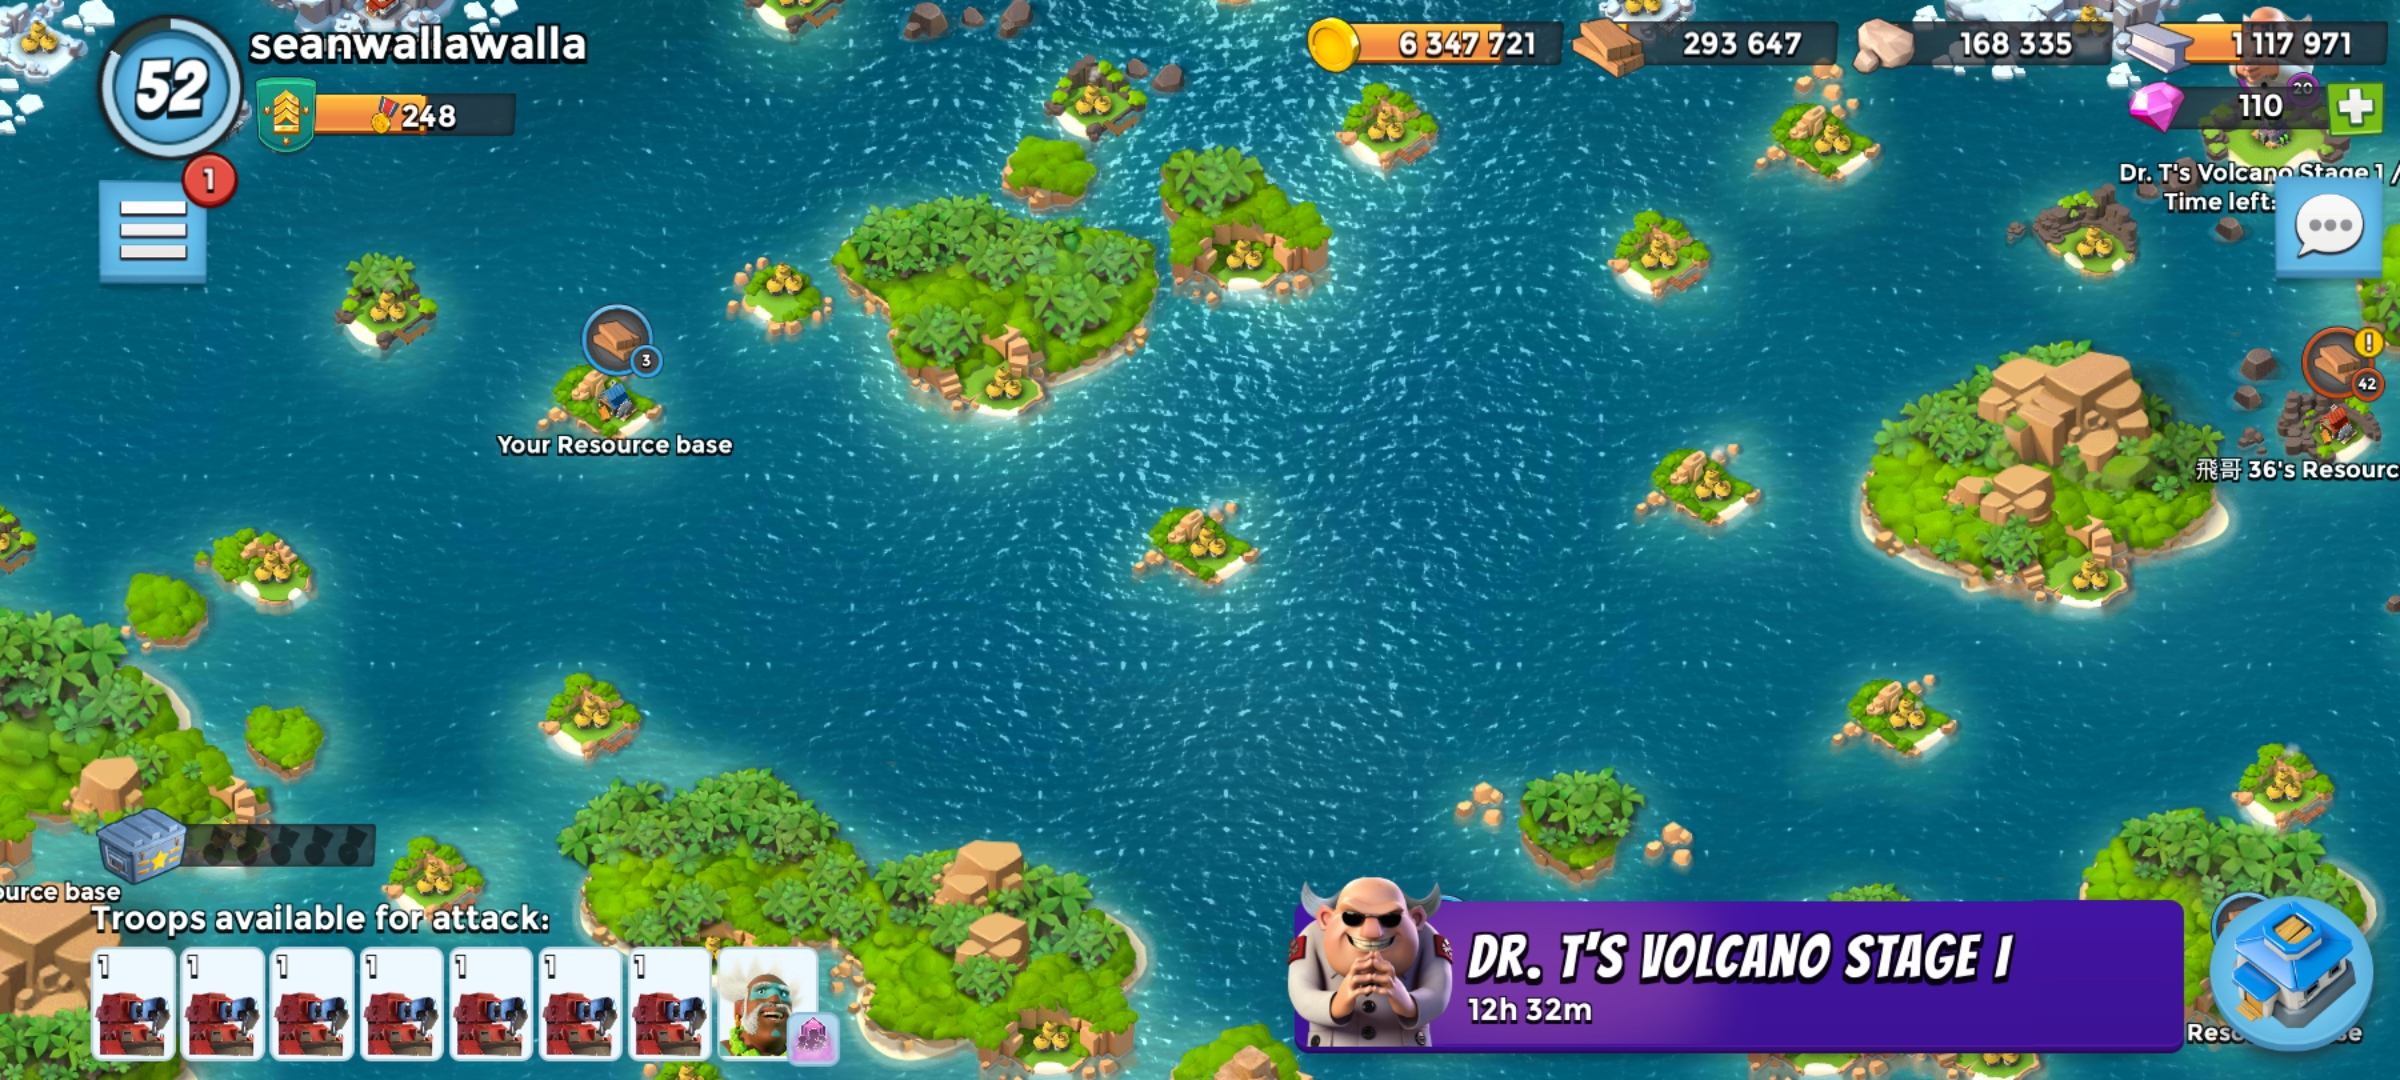 52
seanwallawalla
248
6 347 721
293 647
168 335
1 117 971
110
20
1
Dr. T's Volcano Stage 1 /
Time left:
3
Your Resource base
!
42
飛哥 36's Resourc
ource base
Troops available for attack:
1 1 1 1 1 1 1
DR. T'S VOLCANO STAGE I
12h 32m